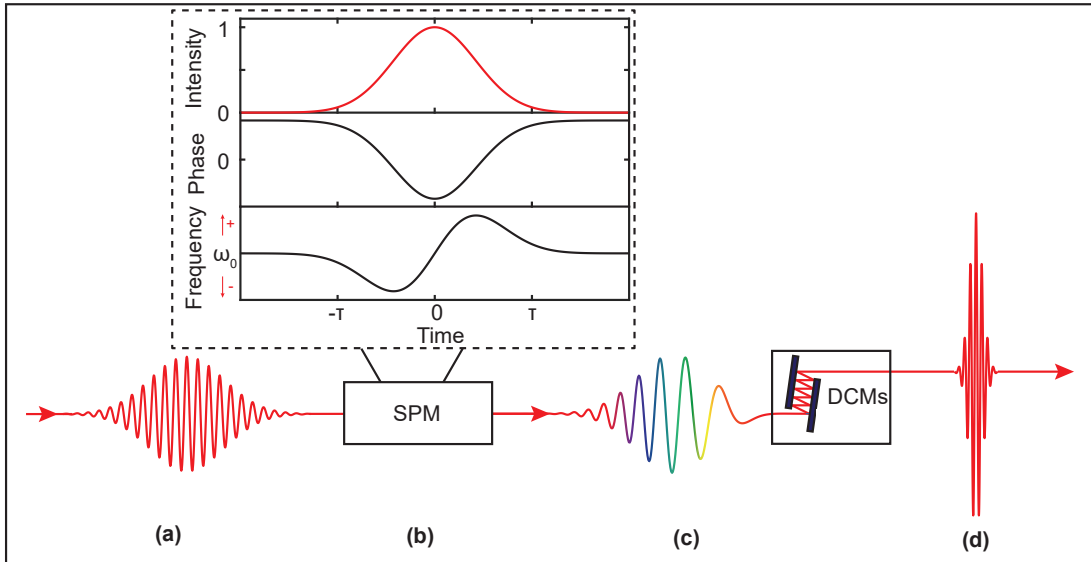 1
Intensity
0
Phase
0
Frequency
+
ω₀
-
-τ 0 τ
Time
SPM
DCMs
(a) (b) (c) (d)